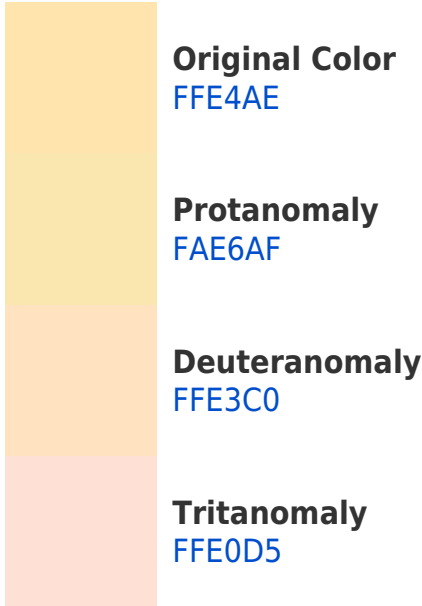 Original Color
FFE4AE
Protanomaly
FAE6AF
Deuteranomaly
FFE3C0
Tritanomaly
FFE0D5